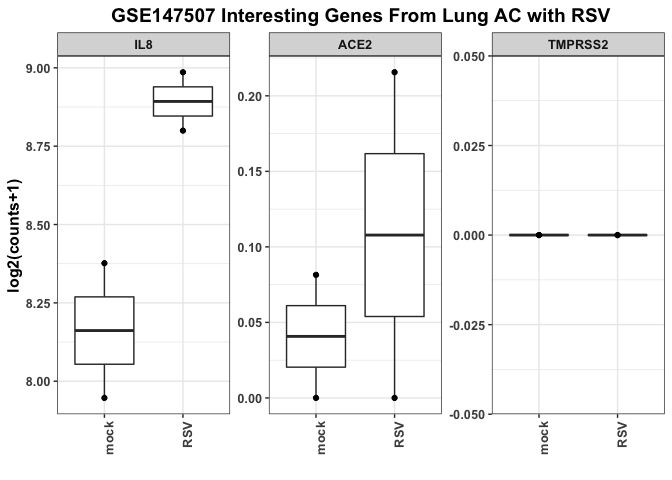 GSE147507 Interesting Genes From Lung AC with RSV
IL8
ACE2
TMPRSS2
log2(counts+1)
9.00
8.75
8.50
8.25
8.00
0.20
0.15
0.10
0.05
0.00
0.050
0.025
0.000
-0.025
-0.050
mock
RSV
mock
RSV
mock
RSV